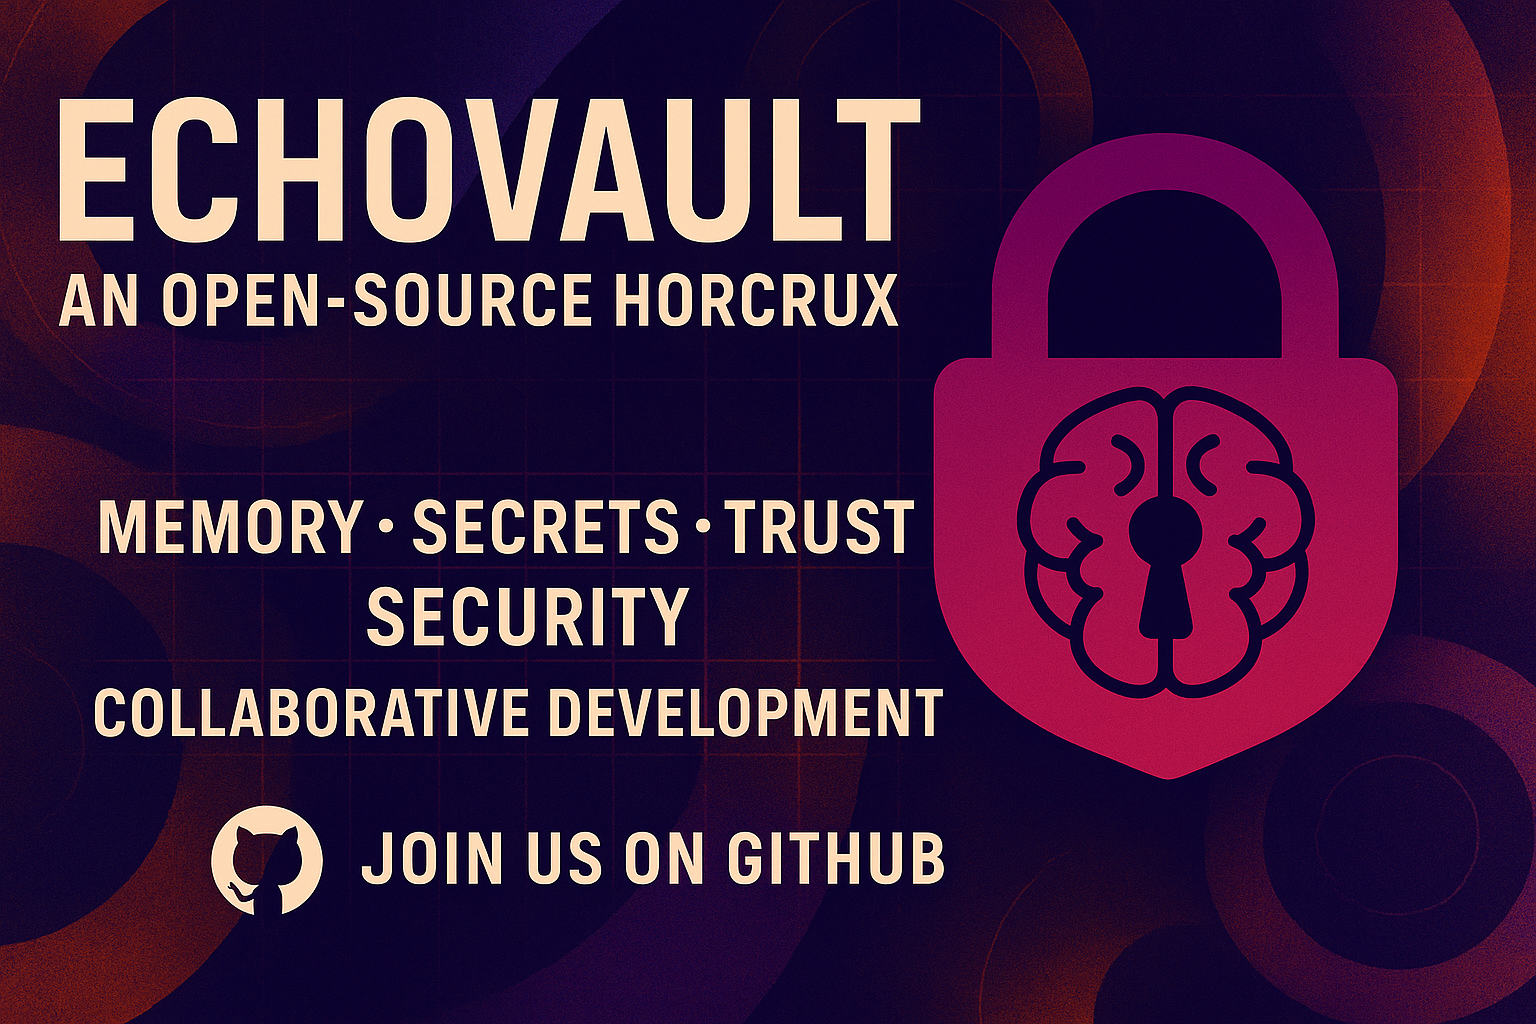 ECHOVAULT
AN OPEN-SOURCE HORCRUX
MEMORY · SECRETS · TRUST
SECURITY
COLLABORATIVE DEVELOPMENT
JOIN US ON GITHUB